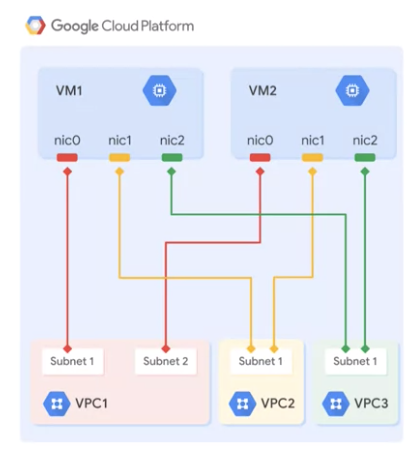 Google Cloud Platform
VM1
VM2
nic0 nic1 nic2
nic0 nic1 nic2
Subnet 1
Subnet 2
Subnet 1
Subnet 1
VPC1
VPC2
VPC3